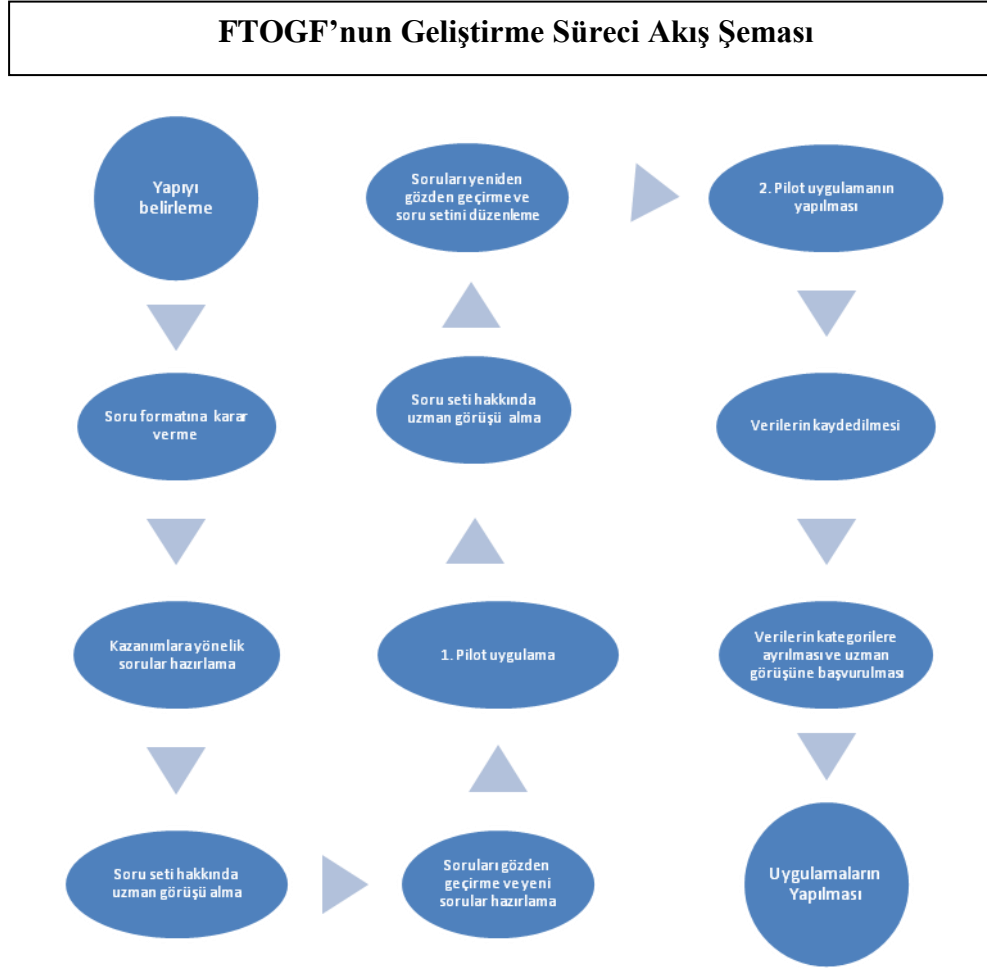 FTOGF’nun Geliştirme Süreci Akış Şeması
Yapıyı
belirleme
Soru formatına karar
verme
Kazanımlara yönelik
sorular hazırlama
Soru seti hakkında
uzman görüşü alma
Soruları gözden
geçirme ve yeni
sorular hazırlama
1. Pilot uygulama
Soru seti hakkında
uzman görüşü alma
Soruları yeniden
gözden geçirme ve
soru setini düzenleme
2. Pilot uygulamanın
yapılması
Verilerin kaydedilmesi
Verilerin kategorilere
ayrılması ve uzman
görüşüne başvurulması
Uygulamaların
Yapılması